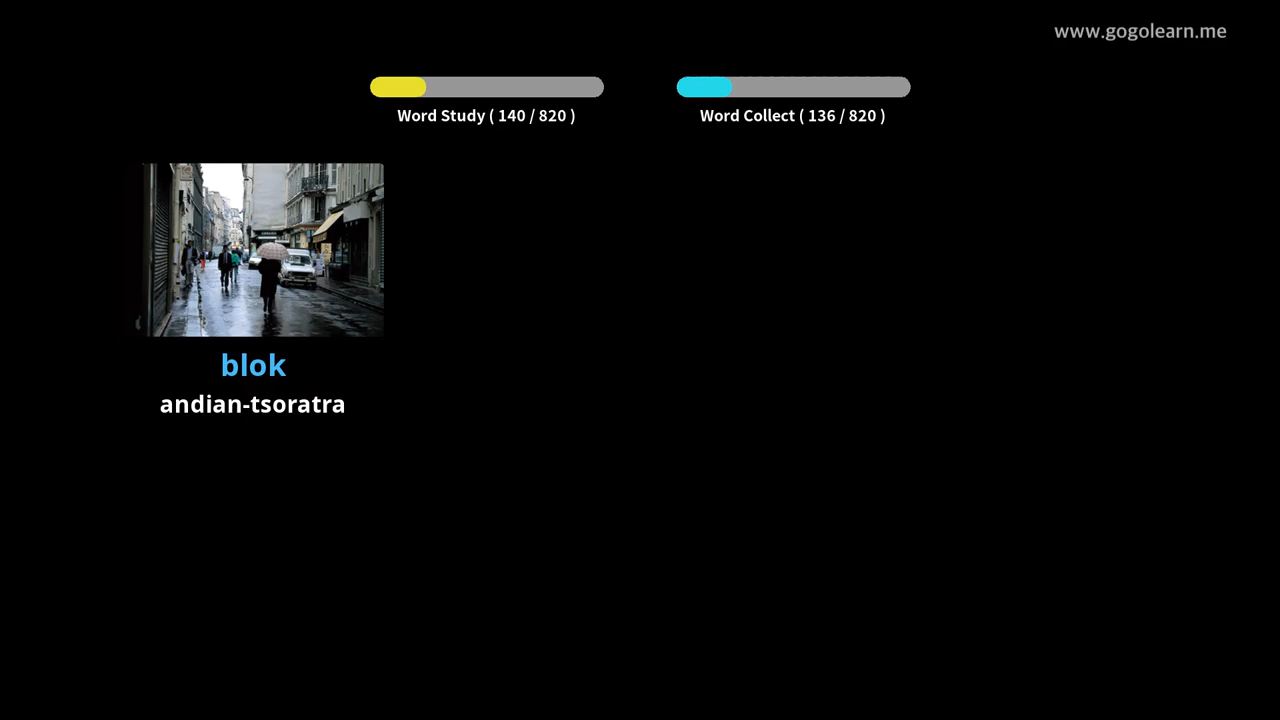 www.gogolearn.me
Word Study ( 140 / 820 )
Word Collect ( 136 / 820 )
blok
andian-tsoratra